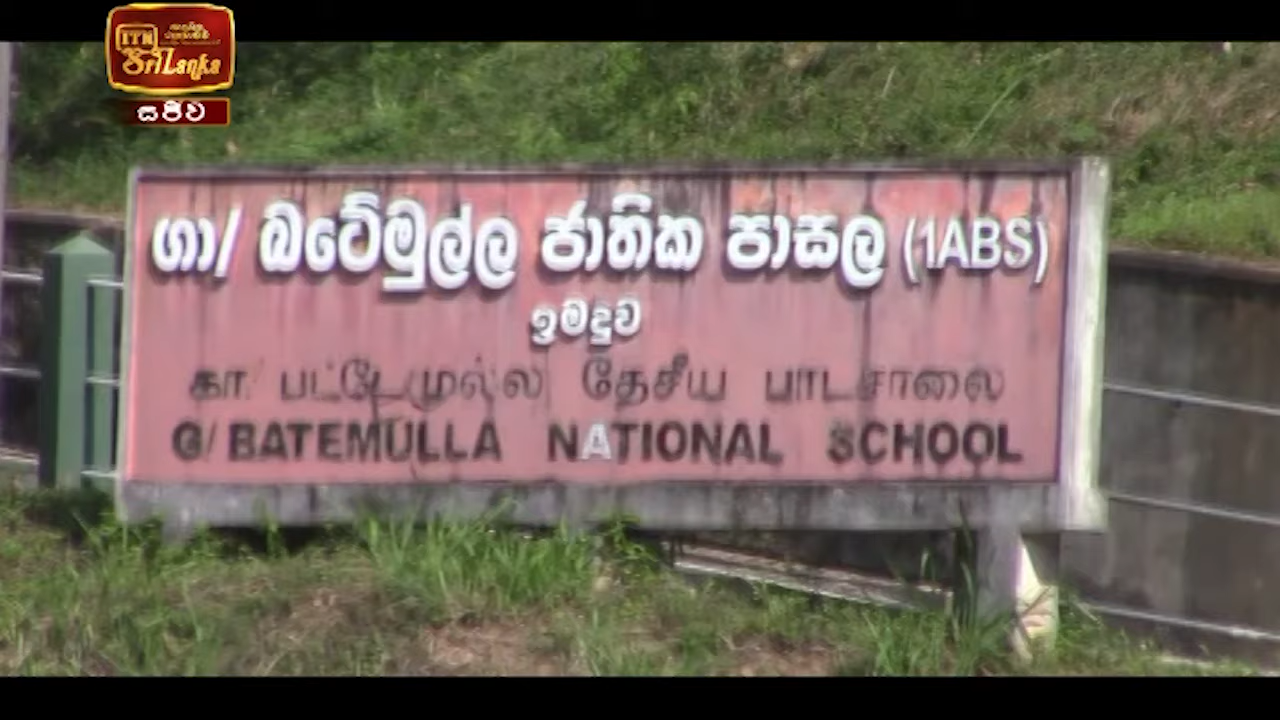 ITN
Sri Lanka
සජීව
ගා/ බටේමුල්ල ජාතික පාසල (1ABS)
ඉමදුව
கா/ பட்டேமுல்ல தேசீய பாடசாலை
G/ BATEMULLA NATIONAL SCHOOL